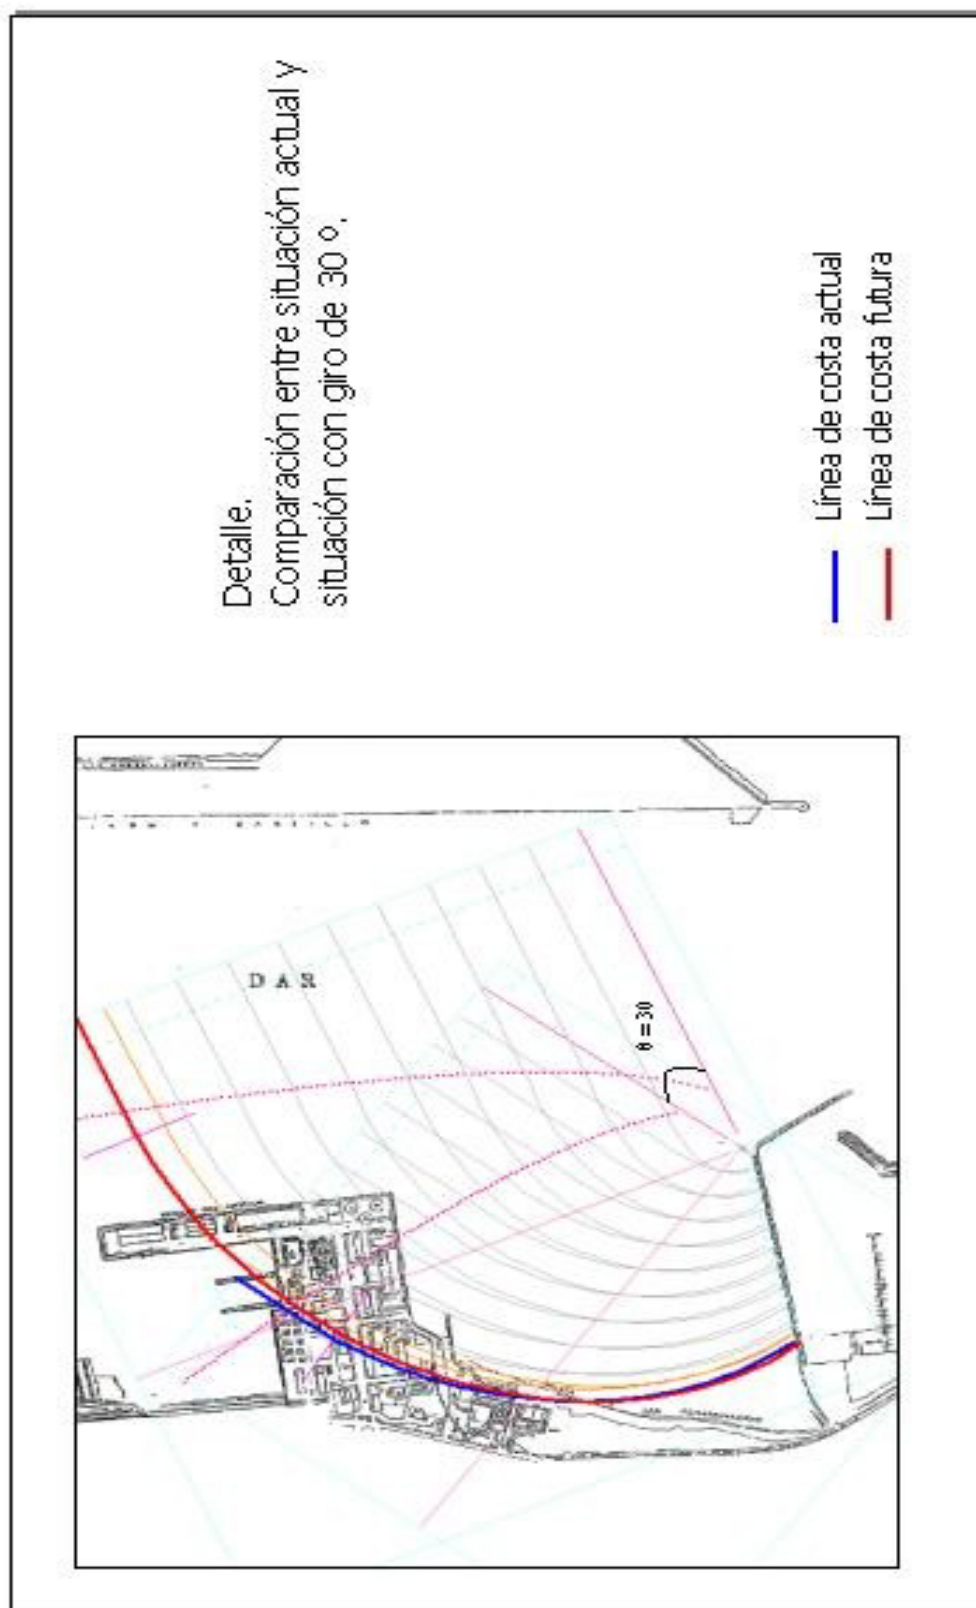 Detalle.
Comparación entre situación actual y
situación con giro de 30 º.
Línea de costa actual
Línea de costa futura
D A R
θ = 30